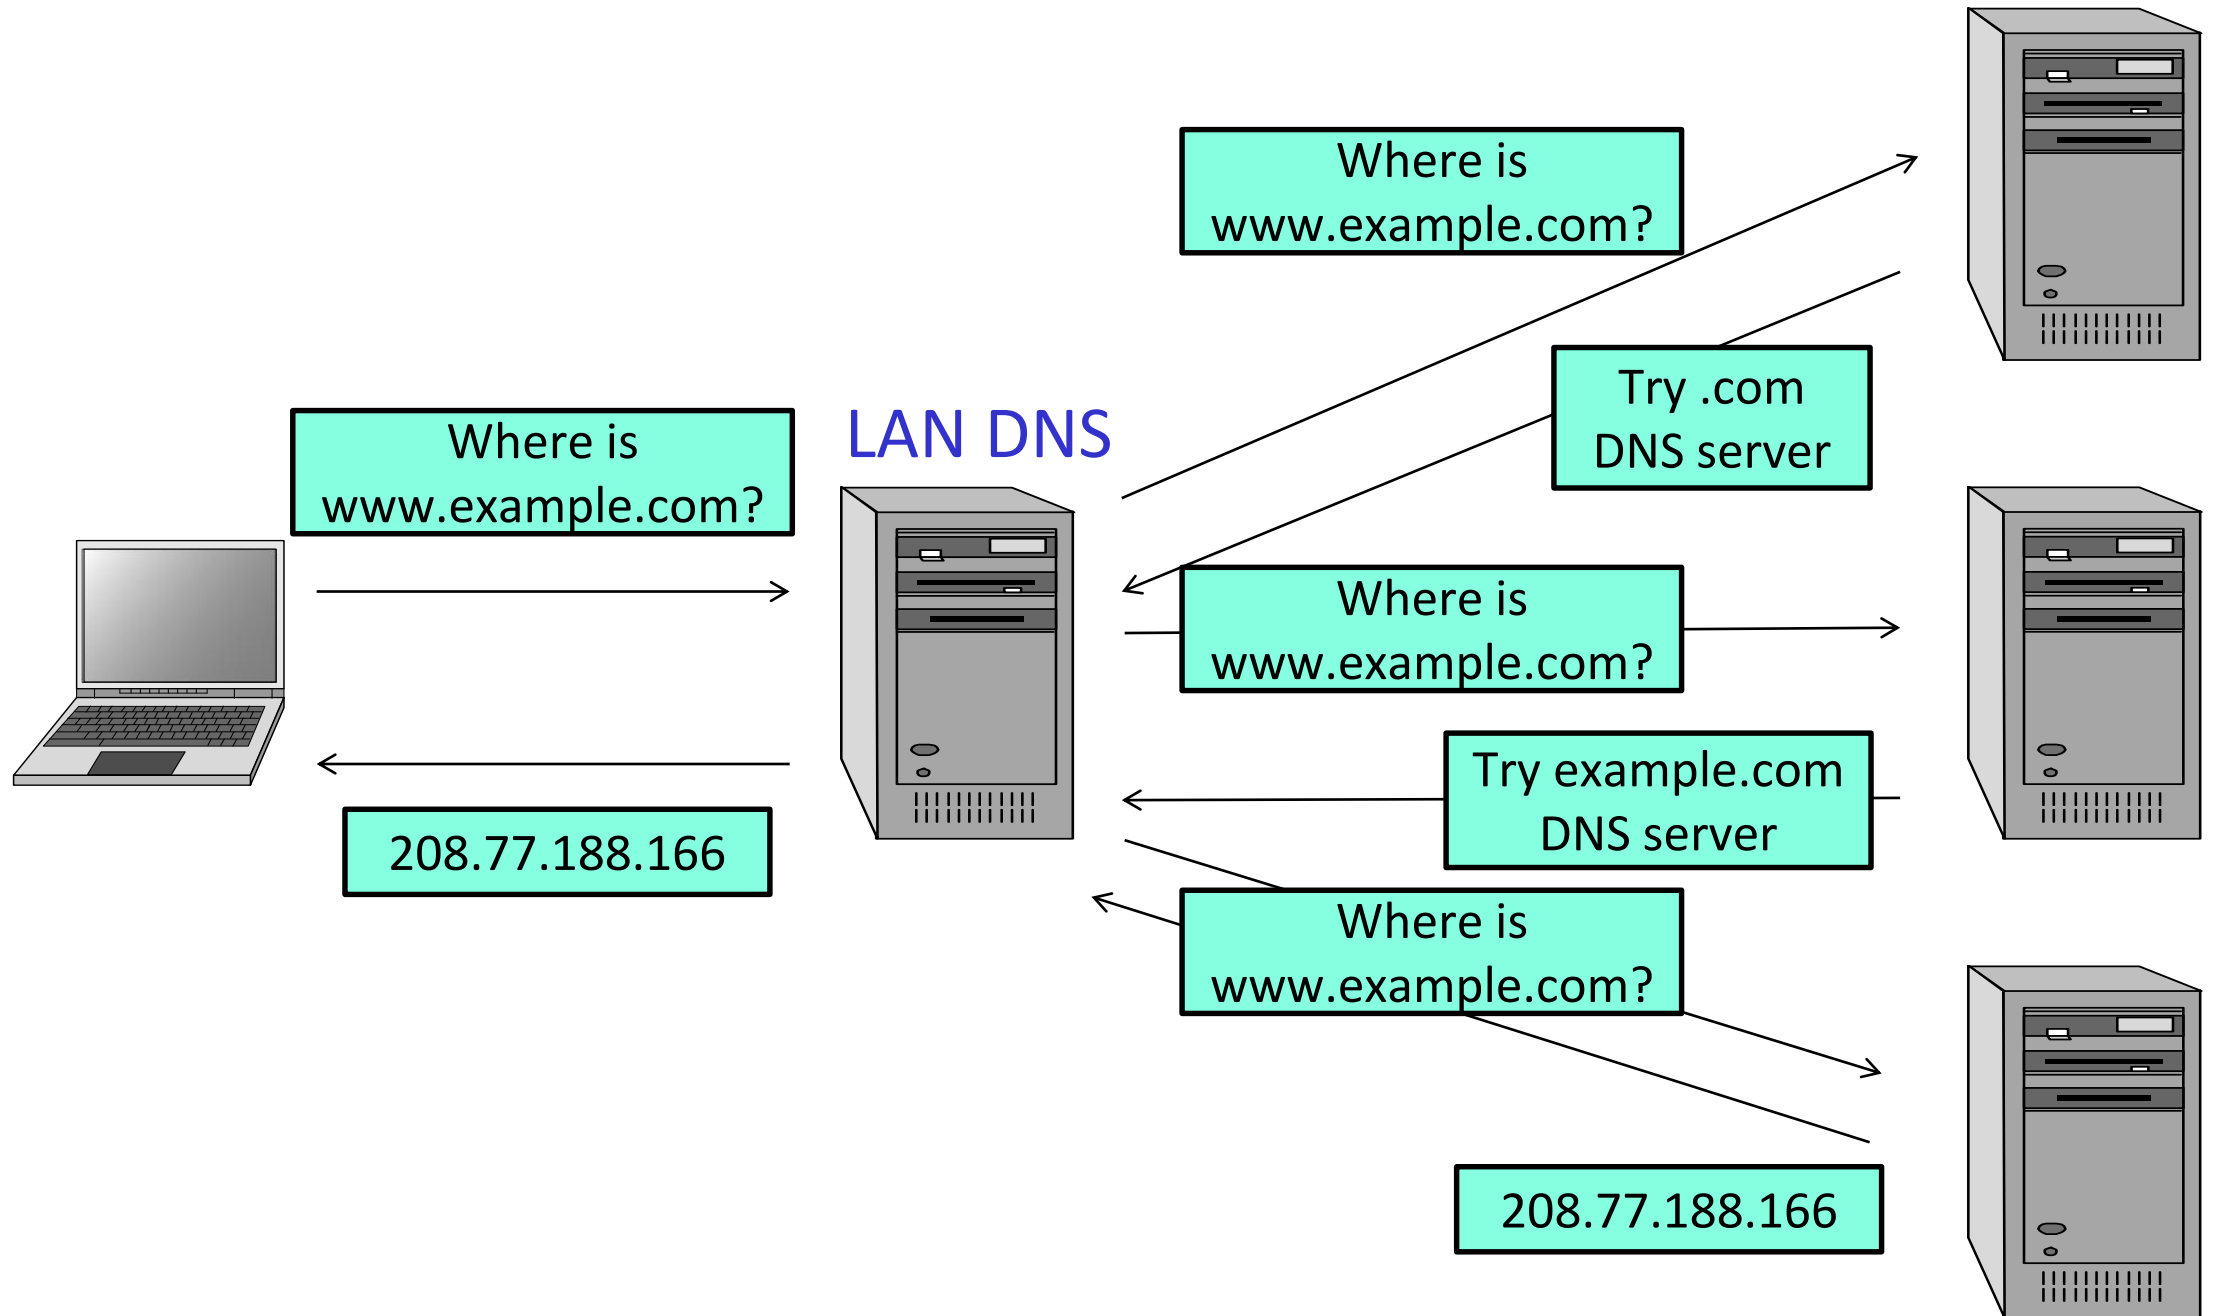 Where is
www.example.com?
Try .com
DNS server
LAN DNS
Where is
www.example.com?
Where is
www.example.com?
Try example.com
DNS server
208.77.188.166
Where is
www.example.com?
208.77.188.166